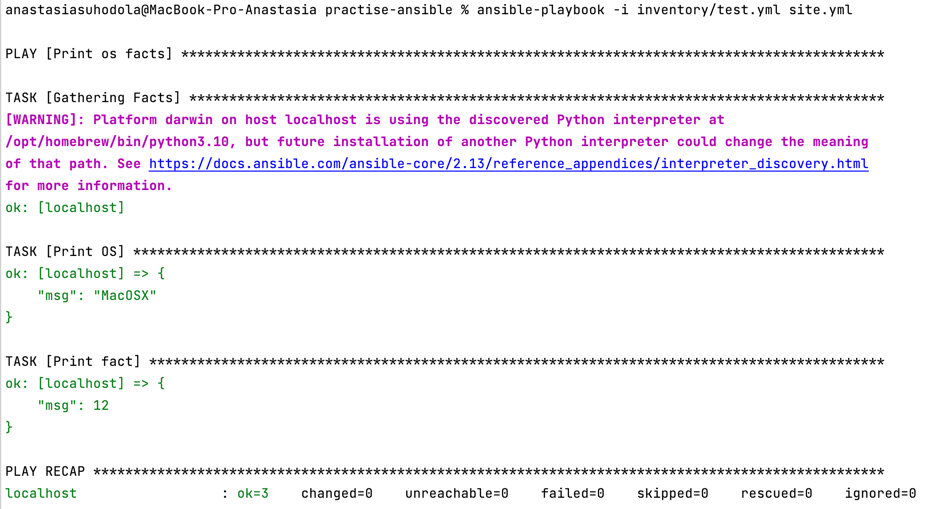 anastasiasuhodola@MacBook-Pro-Anastasia practise-ansible % ansible-playbook -i inventory/test.yml site.yml
PLAY [Print os facts] ****************************************************************************************
TASK [Gathering Facts] ***************************************************************************************
[WARNING]: Platform darwin on host localhost is using the discovered Python interpreter at
/opt/homebrew/bin/python3.10, but future installation of another Python interpreter could change the meaning
of that path. See https://docs.ansible.com/ansible-core/2.13/reference_appendices/interpreter_discovery.html
for more information.
ok: [localhost]
TASK [Print OS] **********************************************************************************************
ok: [localhost] => {
    "msg": "MacOSX"
}
TASK [Print fact] ********************************************************************************************
ok: [localhost] => {
    "msg": 12
}
PLAY RECAP ***************************************************************************************************
localhost                  : ok=3    changed=0    unreachable=0    failed=0    skipped=0    rescued=0    ignored=0